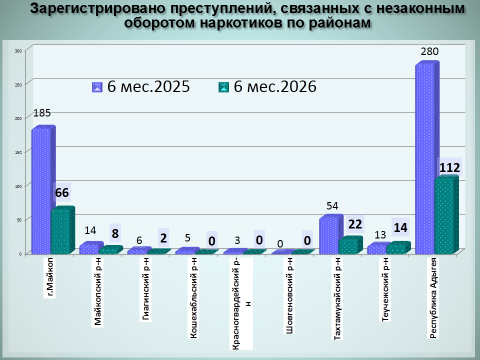 Зарегистрировано преступлений, связанных с незаконным
оборотом наркотиков по районам
300
250
200
150
100
50
0
6 мес.2025
6 мес.2026
185
66
14
8
6
2
5
0
3
0
0
0
54
22
13
14
280
112
г.Майкоп
Майкопский р-н
Гиагинский р-н
Кошехабльский р-н
Красногвардейский р-
н
Шовгеновский р-н
Тахтамукайский р-н
Теучежский р-н
Республика Адыгея